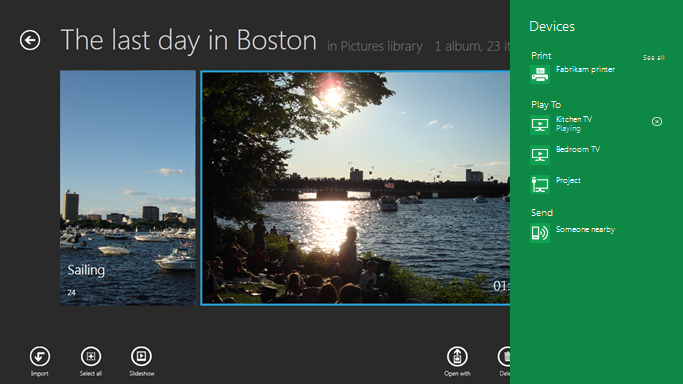 The last day in Boston in Pictures library 1 album, 23 it
Sailing
24
01:
Import
Select all
Slideshow
Open with
Dele
Devices
Print
See all
Fabrikam printer
Play To
Kitchen TV
Playing
Bedroom TV
Project
Send
Someone nearby